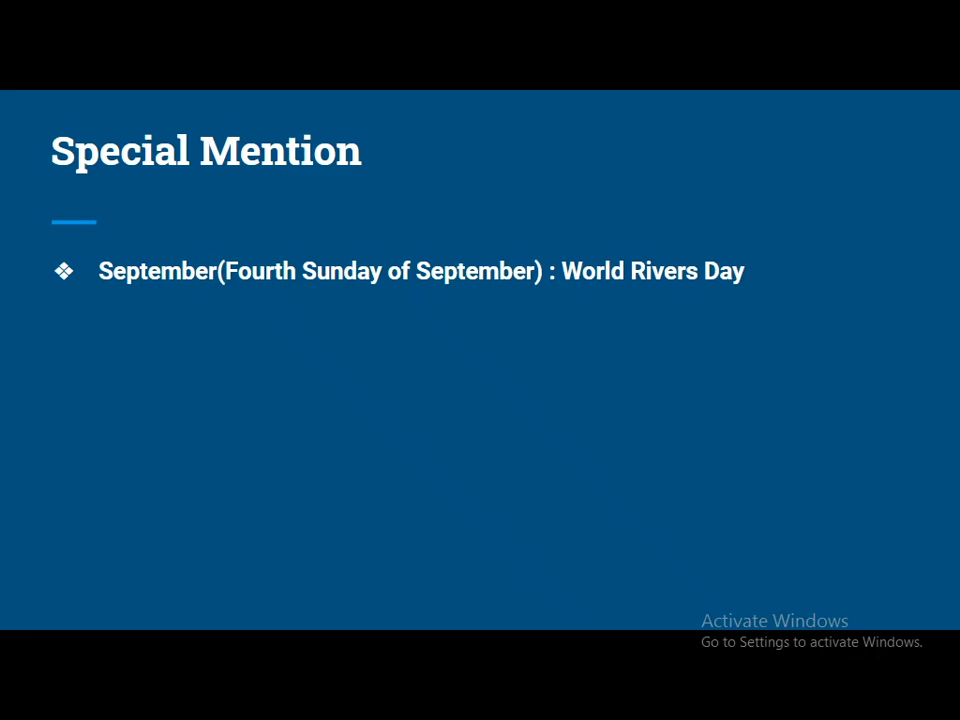 Special Mention
❖ September(Fourth Sunday of September) : World Rivers Day
Activate Windows
Go to Settings to activate Windows.